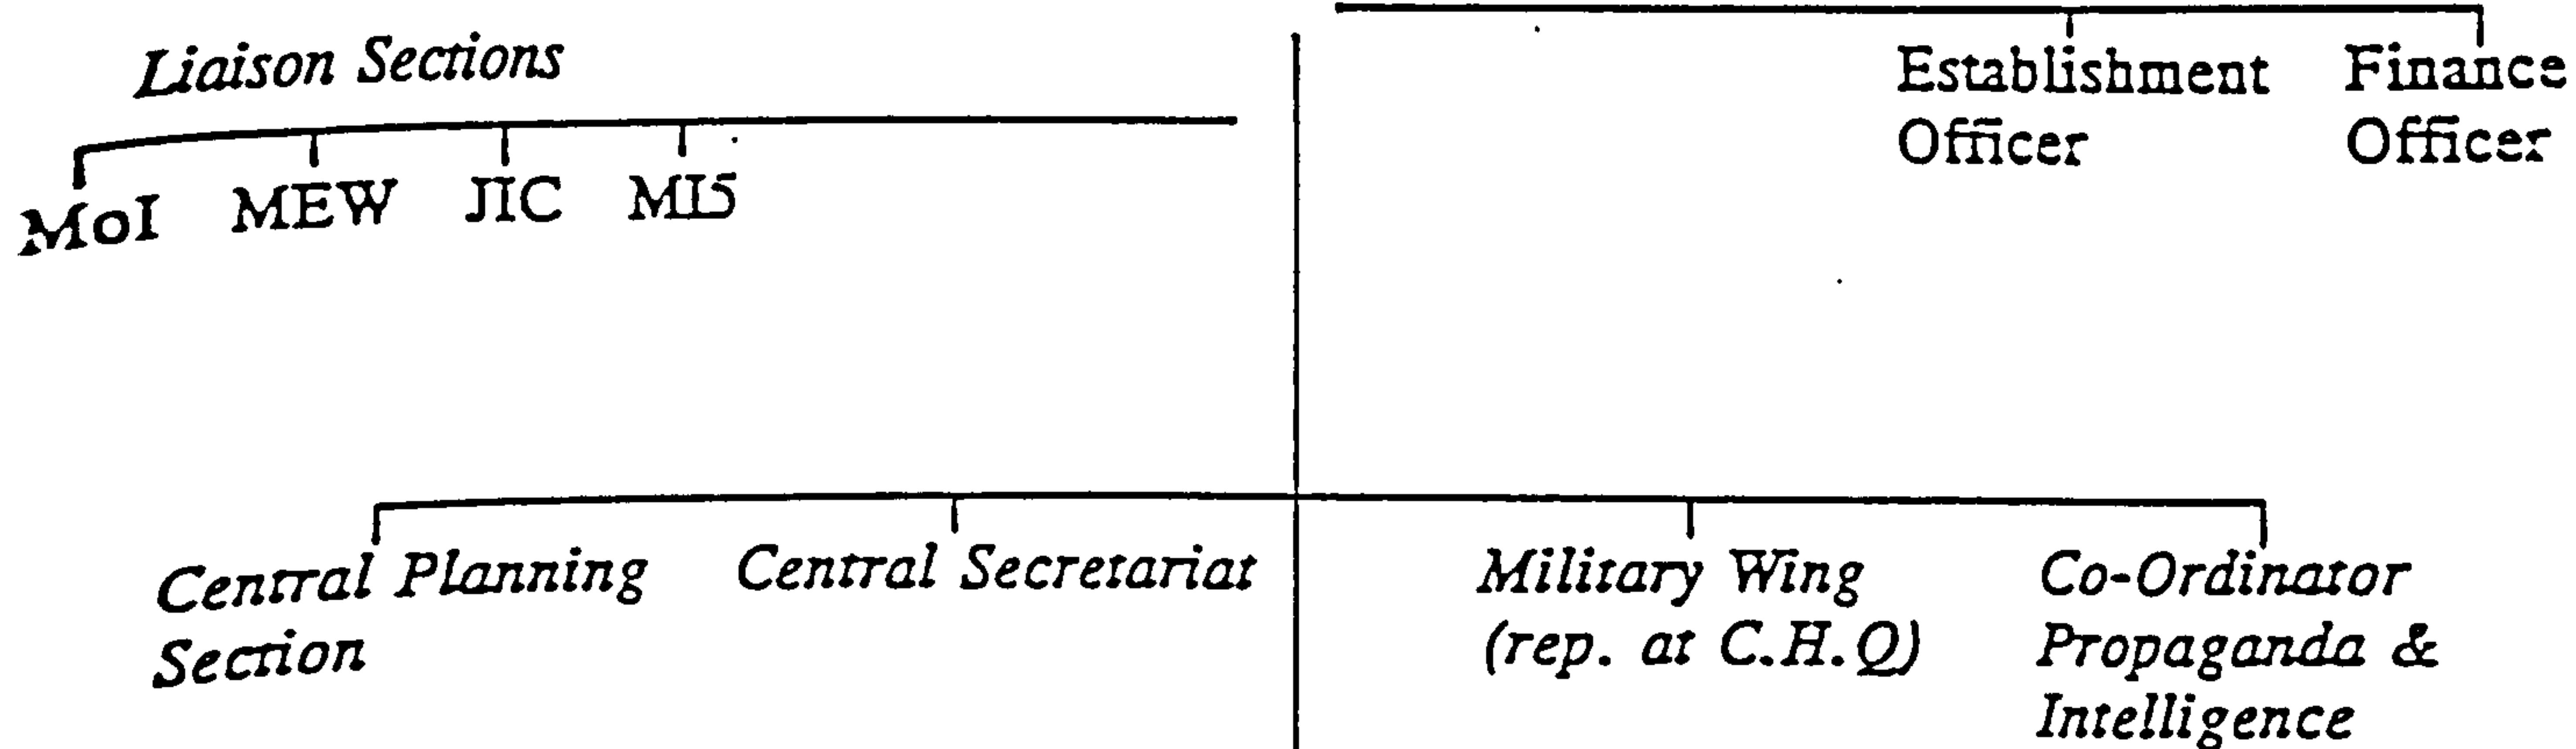 Liaison Sections
MoI MEW JIC MI5
Establishment Officer
Finance Officer
Central Planning
Section
Central Secretariat
Military Wing
(rep. at C.H.Q)
Co-Ordinator
Propaganda &
Intelligence